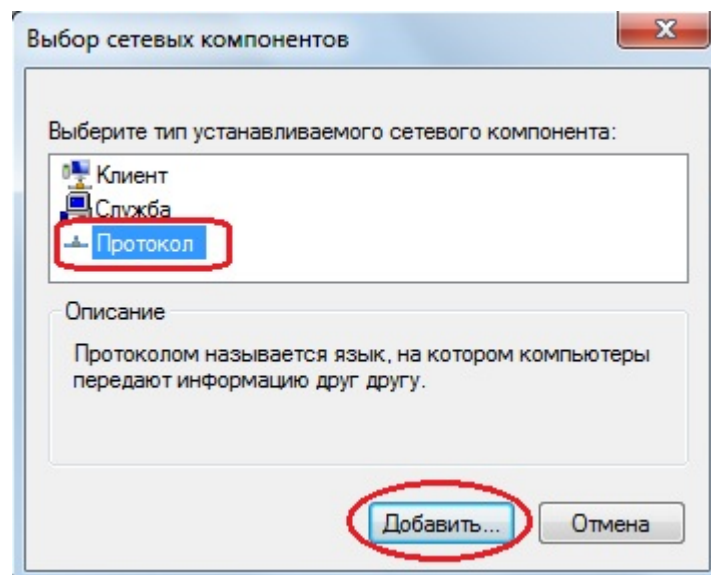 Выбор сетевых компонентов
Выберите тип устанавливаемого сетевого компонента:
Клиент
Служба
Протокол
Описание
Протоколом называется язык, на котором компьютеры
передают информацию друг другу.
Добавить...
Отмена